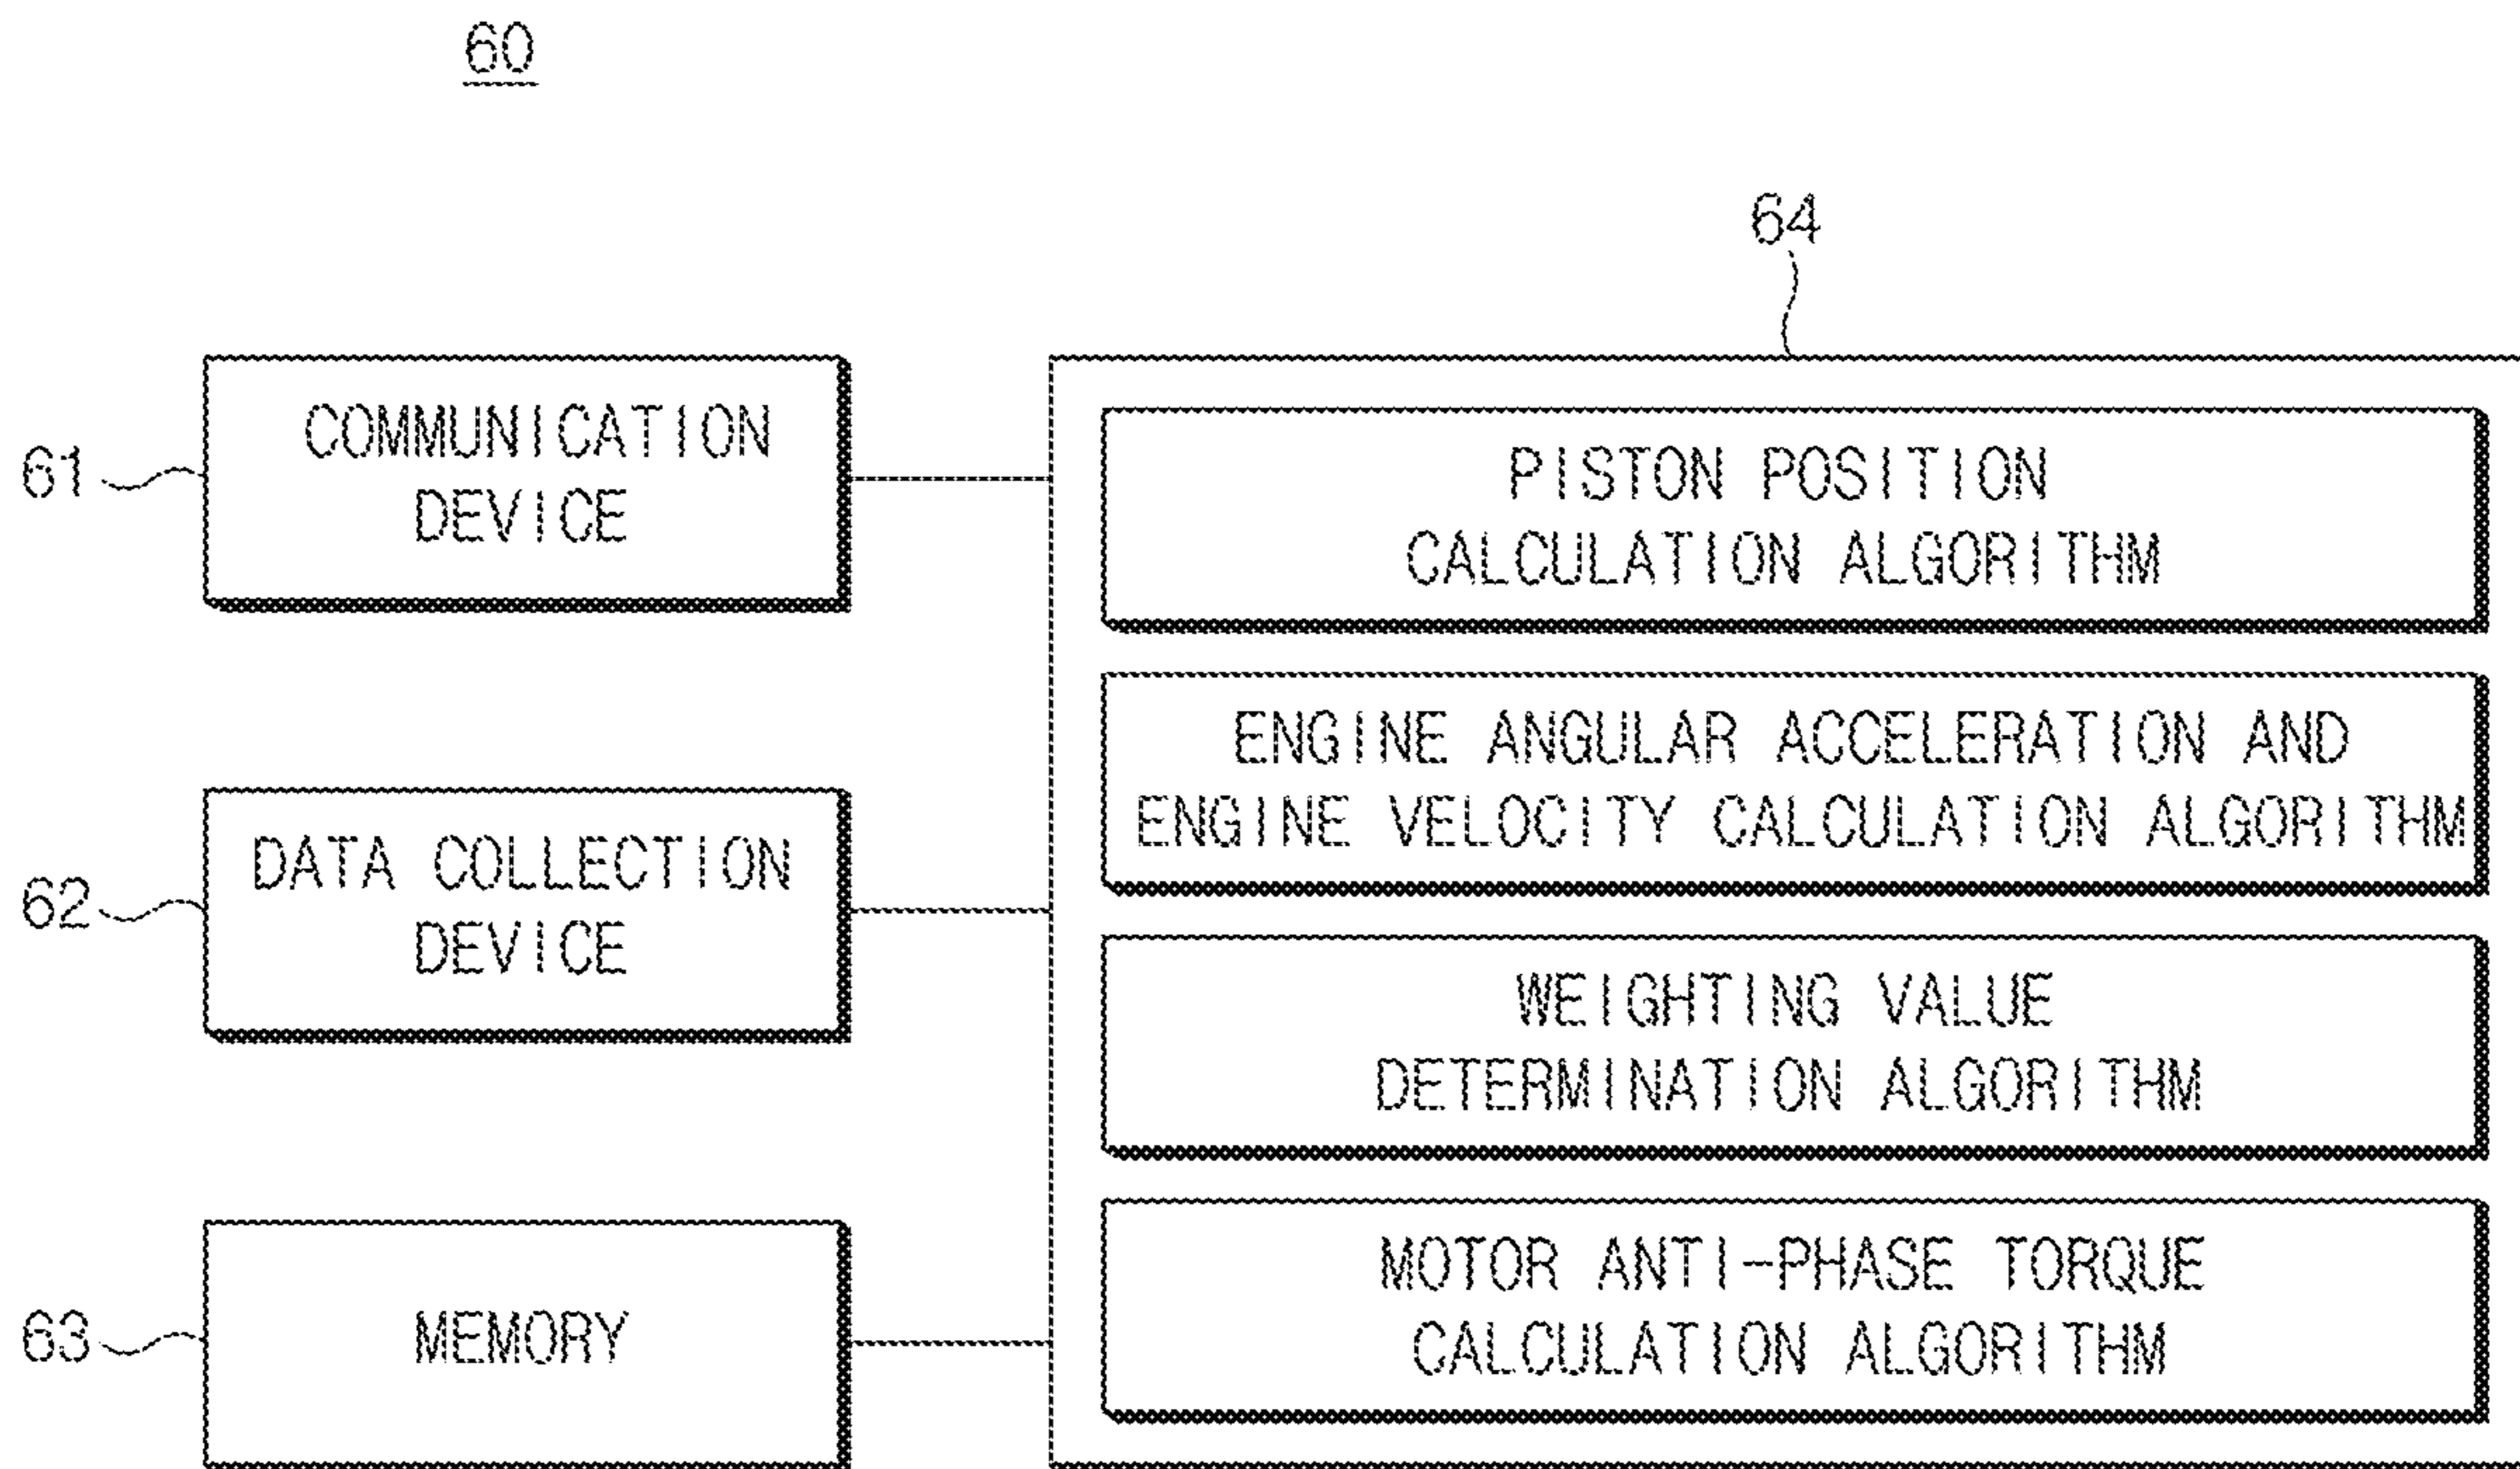 60
64
61
COMMUNICATION
DEVICE
62
DATA COLLECTION
DEVICE
63
MEMORY
PISTON POSITION
CALCULATION ALGORITHM
ENGINE ANGULAR ACCELERATION AND
ENGINE VELOCITY CALCULATION ALGORITHM
WEIGHTING VALUE
DETERMINATION ALGORITHM
MOTOR ANTI-PHASE TORQUE
CALCULATION ALGORITHM